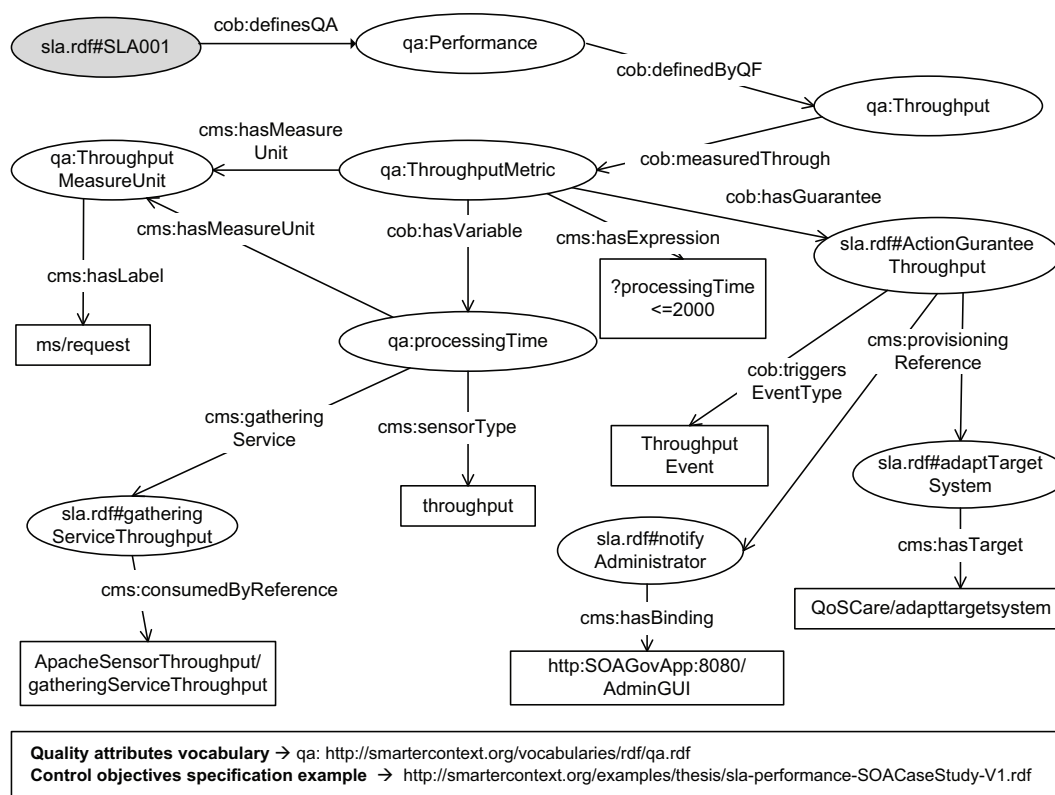 cob:definesQA
sla.rdf#SLA001
qa:Performance
cob:definedByQF
qa:Throughput
cms:hasMeasure
Unit
qa:Throughput
MeasureUnit
qa:ThroughputMetric
cob:measuredThrough
cob:hasGuarantee
cms:hasMeasureUnit
cob:hasVariable
cms:hasExpression
sla.rdf#ActionGurantee
Throughput
cms:hasLabel
?processingTime
<=2000
ms/request
qa:processingTime
cms:provisioning
Reference
cob:triggers
EventType
cms:gathering
Service
cms:sensorType
Throughput
Event
sla.rdf#adaptTarget
System
throughput
sla.rdf#gathering
ServiceThroughput
sla.rdf#notify
Administrator
cms:hasTarget
cms:consumedByReference
cms:hasBinding
QoSCare/adapttargetsystem
ApacheSensorThroughput/
gatheringServiceThroughput
http:SOAGovApp:8080/
AdminGUI
Quality attributes vocabulary → qa: http://smartercontext.org/vocabularies/rdf/qa.rdf
Control objectives specification example → http://smartercontext.org/examples/thesis/sla-performance-SOACaseStudy-V1.rdf